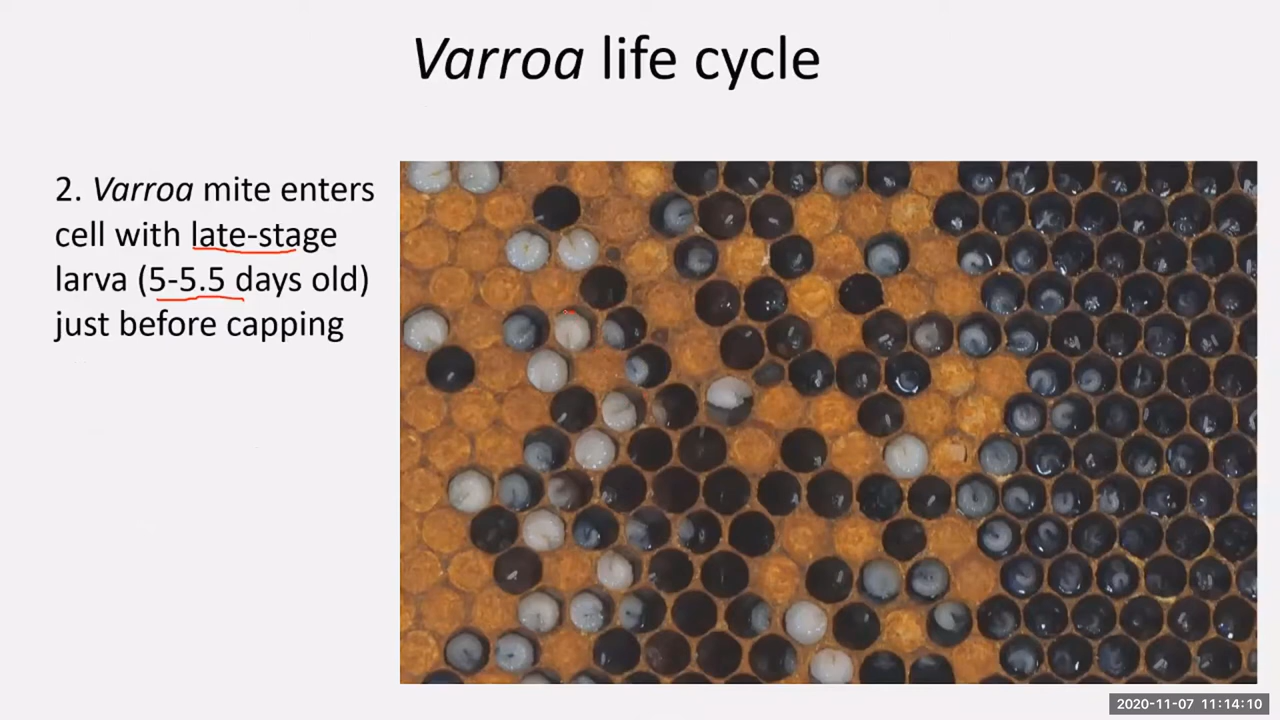 Varroa life cycle
2. Varroa mite enters
cell with late-stage
larva (5-5.5 days old)
just before capping
2020-11-07 11:14:10